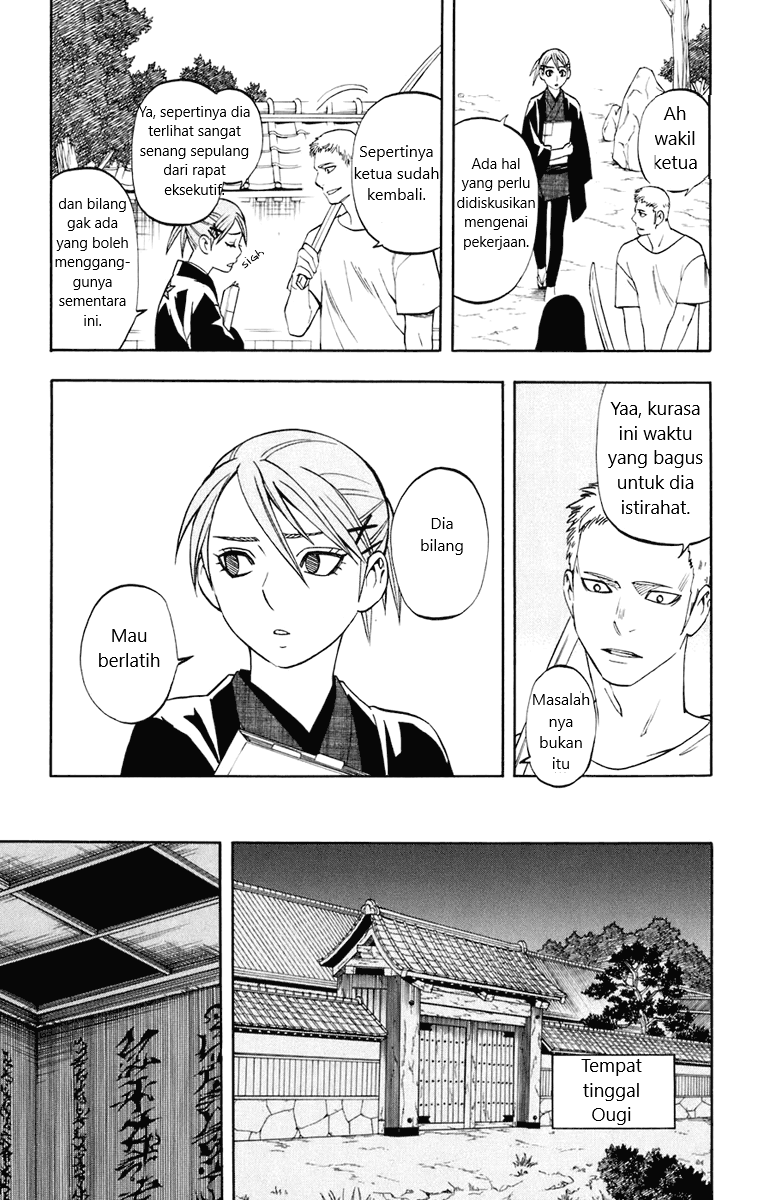 Ah
wakil
ketua
Ada hal
yang perlu
didiskusikan
mengenai
pekerjaan.
Sepertinya
ketua sudah
kembali.
Ya, sepertinya dia
terlihat sangat
senang sepulang
dari rapat
eksekutif.
dan bilang
gak ada
yang boleh
menggang-
gunya
sementara
ini.
sigh
Yaa, kurasa
ini waktu
yang bagus
untuk dia
istirahat.
Masalah
nya
bukan
itu
Dia
bilang
Mau
berlatih
Tempat
tinggal
Ougi